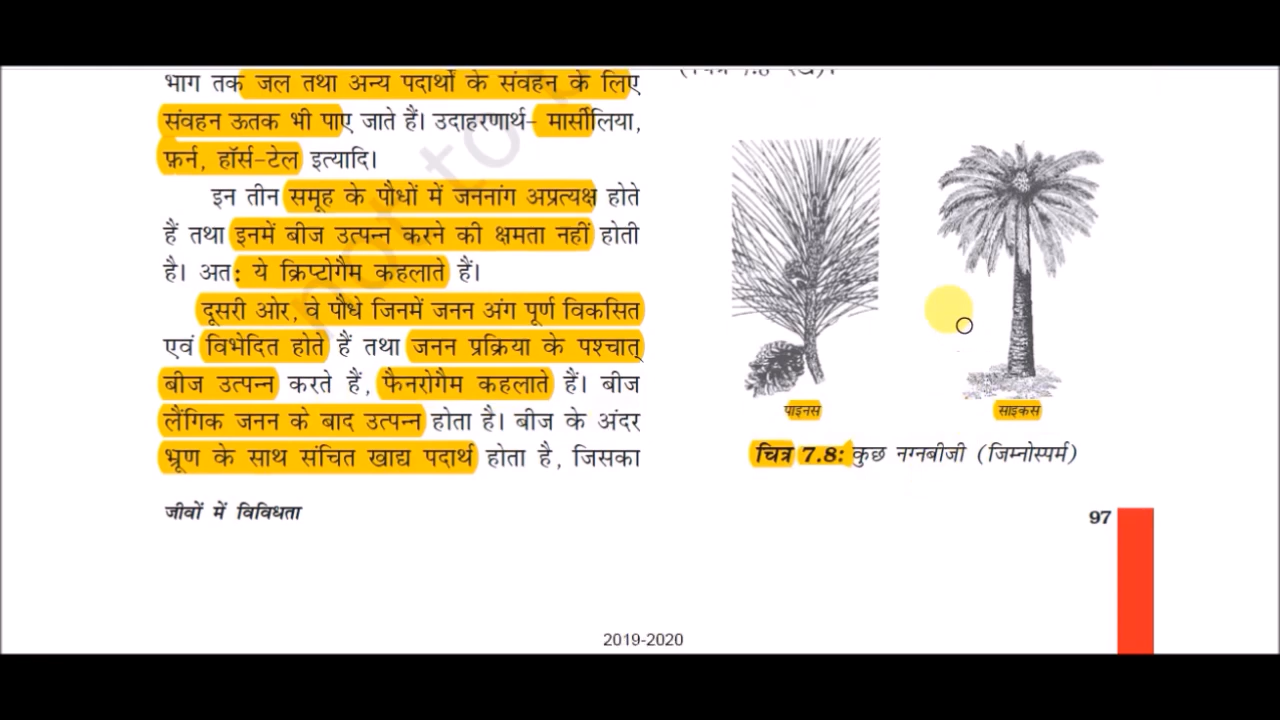 भाग तक जल तथा अन्य पदार्थों के संवहन के लिए
संवहन ऊतक भी पाए जाते हैं। उदाहरणार्थ– मार्सीलिया,
फ़र्न, हॉर्स-टेल इत्यादि।
इन तीन समूह के पौधों में जननांग अप्रत्यक्ष होते
हैं तथा इनमें बीज उत्पन्न करने की क्षमता नहीं होती
है। अत: ये क्रिप्टोगैम कहलाते हैं।
दूसरी ओर, वे पौधे जिनमें जनन अंग पूर्ण विकसित
एवं विभेदित होते हैं तथा जनन प्रक्रिया के पश्चात्
बीज उत्पन्न करते हैं, फैनरोगैम कहलाते हैं। बीज
लैंगिक जनन के बाद उत्पन्न होता है। बीज के अंदर
भ्रूण के साथ संचित खाद्य पदार्थ होता है, जिसका
पाइनस
साइकस
चित्र 7.8: कुछ नग्नबीजी (जिम्नोस्पर्म)
जीवों में विविधता
97
2019-2020